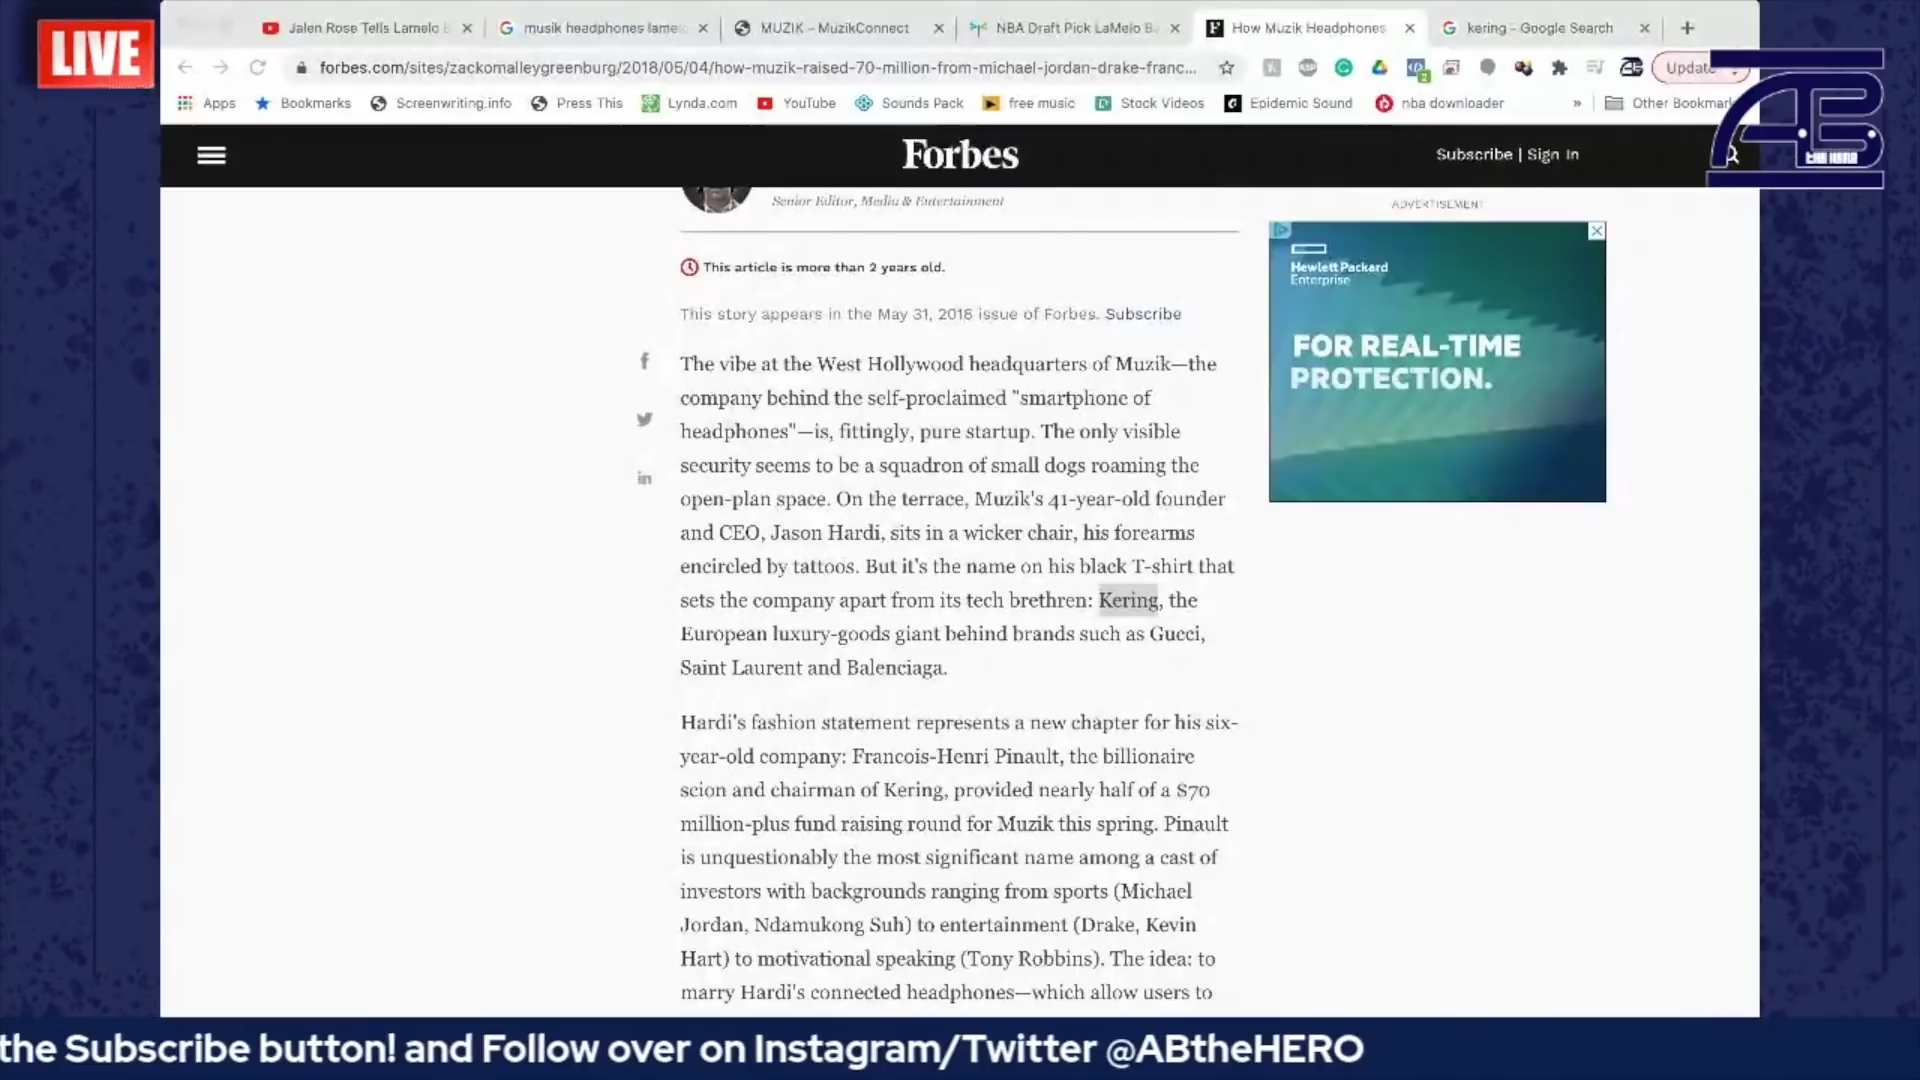 LIVE
Jalen Rose Tells Lamelo B
musik headphones lamelo
MUZIK – MuzikConnect
NBA Draft Pick LaMelo Ba
How Muzik Headphones
kering - Google Search
forbes.com/sites/zackomalleygreenburg/2018/05/04/how-muzik-raised-70-million-from-michael-jordan-drake-franc...
Update
Apps
Bookmarks
Screenwriting.info
Press This
Lynda.com
YouTube
Sounds Pack
free music
Stock Videos
Epidemic Sound
nba downloader
»
Other Bookmark
Forbes
Subscribe | Sign In
Senior Editor, Media & Entertainment
ADVERTISEMENT
This article is more than 2 years old.
This story appears in the May 31, 2018 issue of Forbes. Subscribe
Hewlett Packard
Enterprise
FOR REAL-TIME
PROTECTION.
The vibe at the West Hollywood headquarters of Muzik—the
company behind the self-proclaimed "smartphone of
headphones"—is, fittingly, pure startup. The only visible
security seems to be a squadron of small dogs roaming the
open-plan space. On the terrace, Muzik's 41-year-old founder
and CEO, Jason Hardi, sits in a wicker chair, his forearms
encircled by tattoos. But it's the name on his black T-shirt that
sets the company apart from its tech brethren: Kering, the
European luxury-goods giant behind brands such as Gucci,
Saint Laurent and Balenciaga.
Hardi's fashion statement represents a new chapter for his six-
year-old company: Francois-Henri Pinault, the billionaire
scion and chairman of Kering, provided nearly half of a $70
million-plus fund raising round for Muzik this spring. Pinault
is unquestionably the most significant name among a cast of
investors with backgrounds ranging from sports (Michael
Jordan, Ndamukong Suh) to entertainment (Drake, Kevin
Hart) to motivational speaking (Tony Robbins). The idea: to
marry Hardi's connected headphones—which allow users to
the Subscribe button! and Follow over on Instagram/Twitter @ABtheHERO